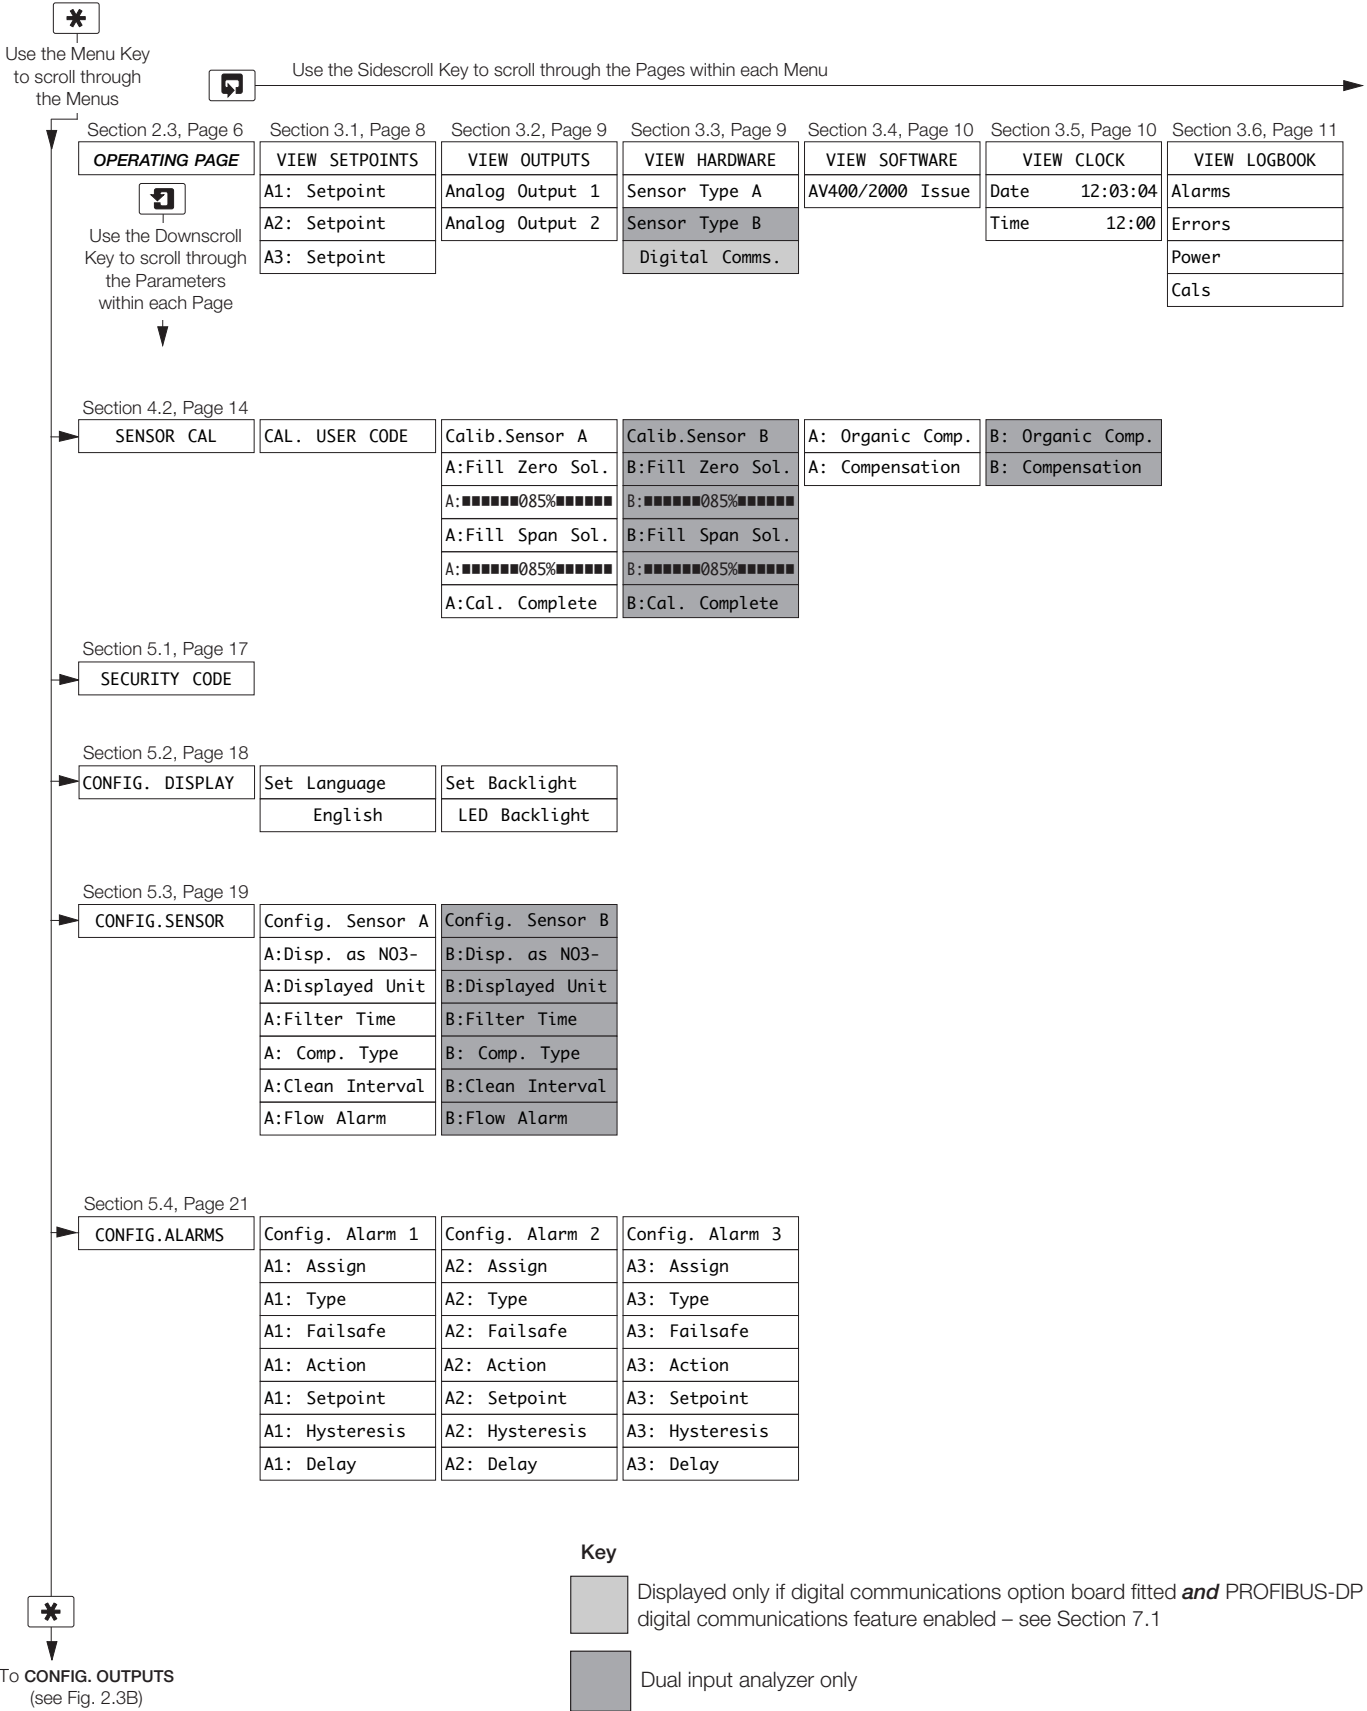 Use the Menu Key
to scroll through
the Menus
Use the Sidescroll Key to scroll through the Pages within each Menu
Section 2.3, Page 6
Section 3.1, Page 8
Section 3.2, Page 9
Section 3.3, Page 9
Section 3.4, Page 10
Section 3.5, Page 10
Section 3.6, Page 11
OPERATING PAGE
Use the Downscroll
Key to scroll through
the Parameters
within each Page
VIEW SETPOINTS
A1: Setpoint
A2: Setpoint
A3: Setpoint
VIEW OUTPUTS
Analog Output 1
Analog Output 2
VIEW HARDWARE
Sensor Type A
Sensor Type B
Digital Comms.
VIEW SOFTWARE
AV400/2000 Issue
VIEW CLOCK
Date 12:03:04
Time 12:00
VIEW LOGBOOK
Alarms
Errors
Power
Cals
Section 4.2, Page 14
SENSOR CAL
CAL. USER CODE
Calib.Sensor A
A:Fill Zero Sol.
A:■■■■■■085%■■■■■■
A:Fill Span Sol.
A:■■■■■■085%■■■■■■
A:Cal. Complete
Calib.Sensor B
B:Fill Zero Sol.
B:■■■■■■085%■■■■■■
B:Fill Span Sol.
B:■■■■■■085%■■■■■■
B:Cal. Complete
A: Organic Comp.
A: Compensation
B: Organic Comp.
B: Compensation
Section 5.1, Page 17
SECURITY CODE
Section 5.2, Page 18
CONFIG. DISPLAY
Set Language
English
Set Backlight
LED Backlight
Section 5.3, Page 19
CONFIG.SENSOR
Config. Sensor A
A:Disp. as NO3-
A:Displayed Unit
A:Filter Time
A: Comp. Type
A:Clean Interval
A:Flow Alarm
Config. Sensor B
B:Disp. as NO3-
B:Displayed Unit
B:Filter Time
B: Comp. Type
B:Clean Interval
B:Flow Alarm
Section 5.4, Page 21
CONFIG.ALARMS
Config. Alarm 1
A1: Assign
A1: Type
A1: Failsafe
A1: Action
A1: Setpoint
A1: Hysteresis
A1: Delay
Config. Alarm 2
A2: Assign
A2: Type
A2: Failsafe
A2: Action
A2: Setpoint
A2: Hysteresis
A2: Delay
Config. Alarm 3
A3: Assign
A3: Type
A3: Failsafe
A3: Action
A3: Setpoint
A3: Hysteresis
A3: Delay
Key
Displayed only if digital communications option board fitted and PROFIBUS-DP
digital communications feature enabled – see Section 7.1
Dual input analyzer only
To CONFIG. OUTPUTS
(see Fig. 2.3B)